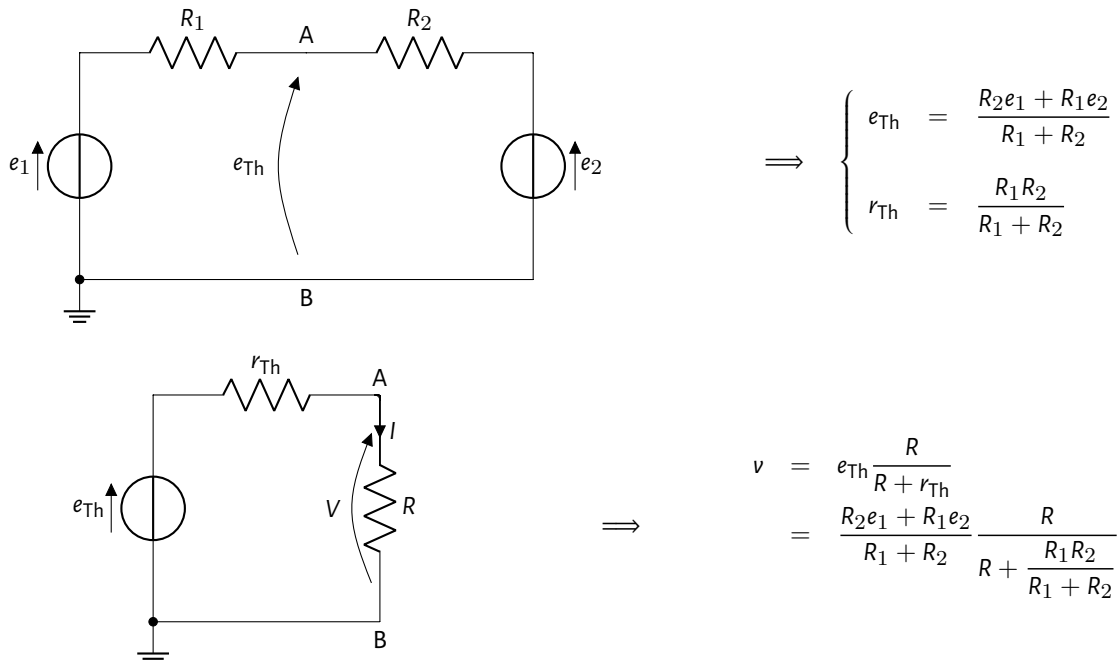 R1 A R2
e1 eTh e2
B
⟹ { eTh = (R2e1 + R1e2) / (R1 + R2)
rTh = R1R2 / (R1 + R2)
rTh A
I
eTh V R
B
⟹
v = eTh R / (R + rTh)
= (R2e1 + R1e2) / (R1 + R2) R / (R + R1R2 / (R1 + R2))